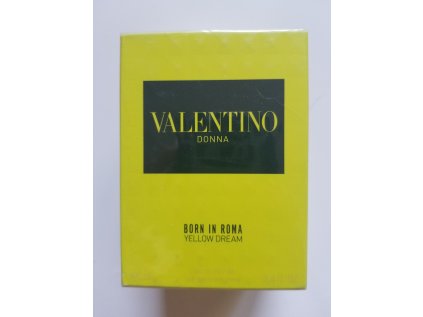 VALENTINO
DONNA
BORN IN ROMA
YELLOW DREAM